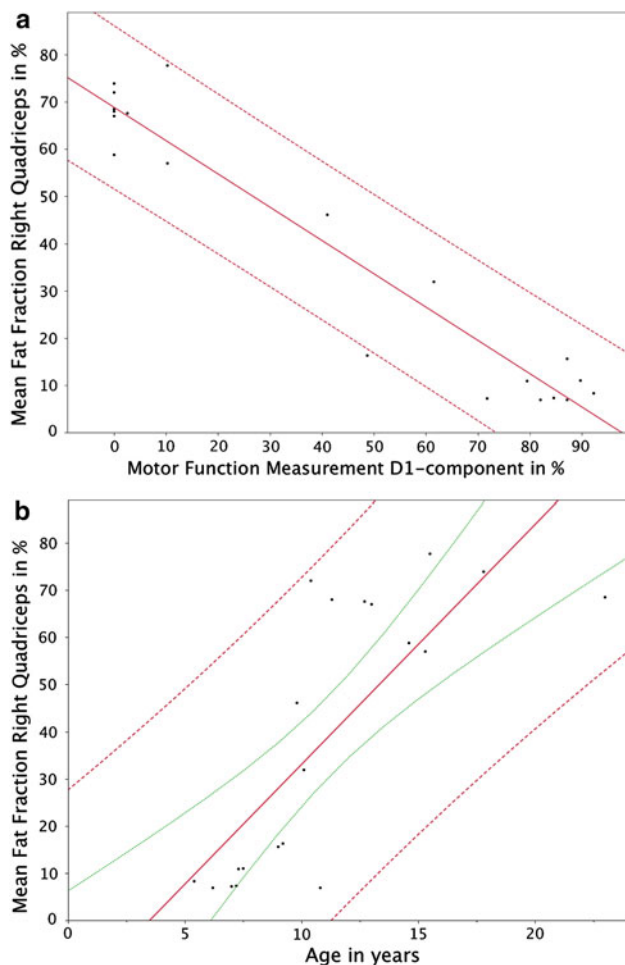 a
Mean Fat Fraction Right Quadriceps in %
80
70
60
50
40
30
20
10
0
0 10 20 30 40 50 60 70 80 90
Motor Function Measurement D1-component in %
b
Mean Fat Fraction Right Quadriceps in %
80
70
60
50
40
30
20
10
0
0 5 10 15 20
Age in years